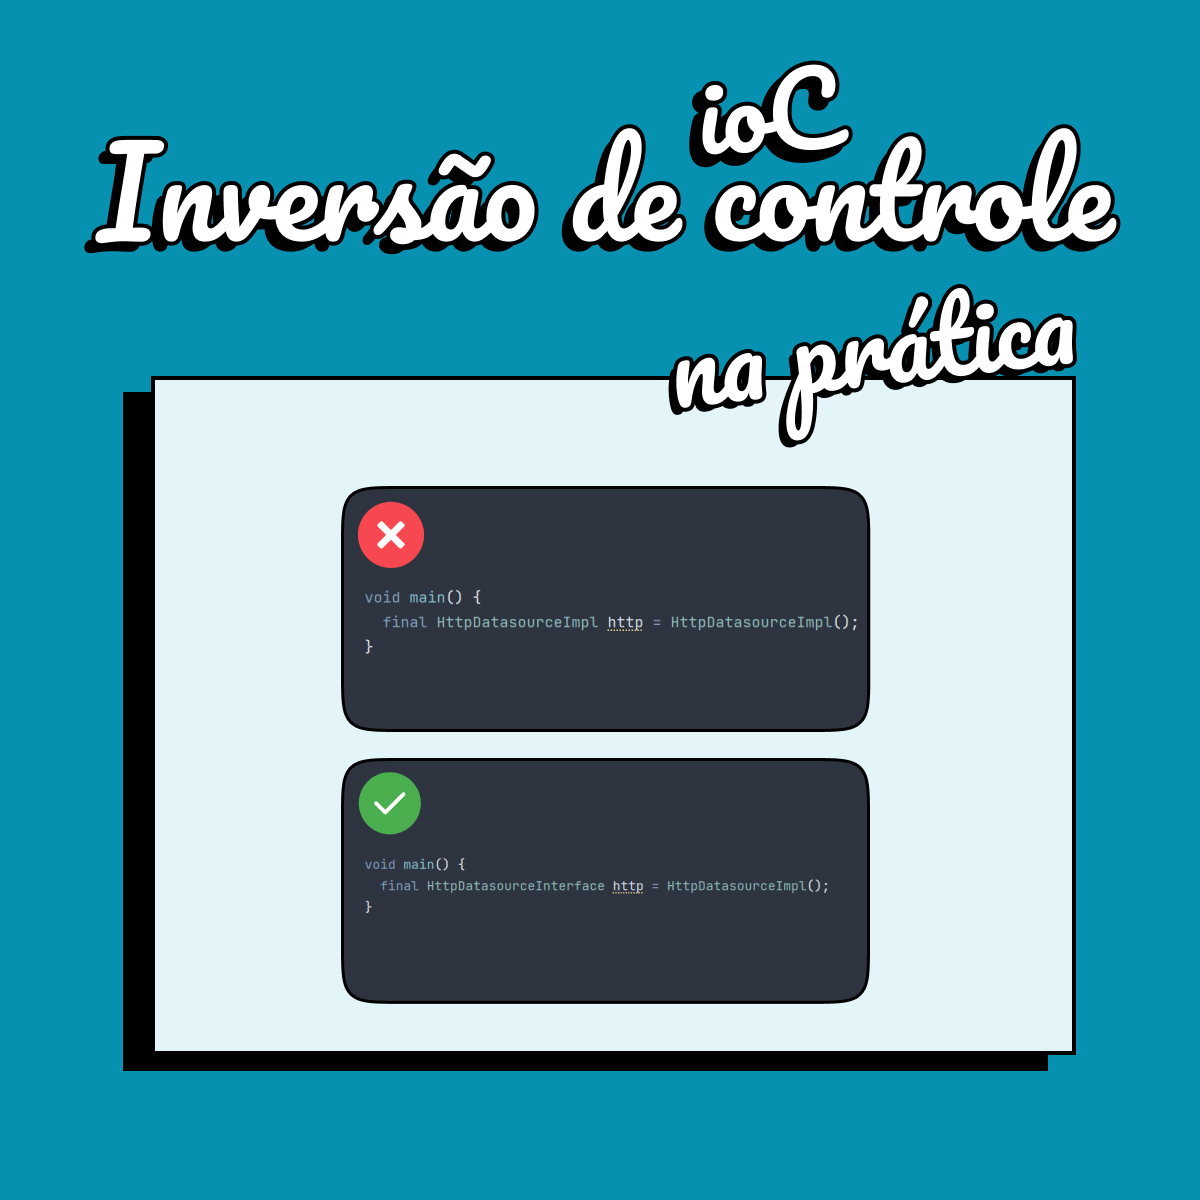 ioC
Inversão de controle
na prática
void main() {
  final HttpDatasourceImpl http = HttpDatasourceImpl();
}
void main() {
  final HttpDatasourceInterface http = HttpDatasourceImpl();
}